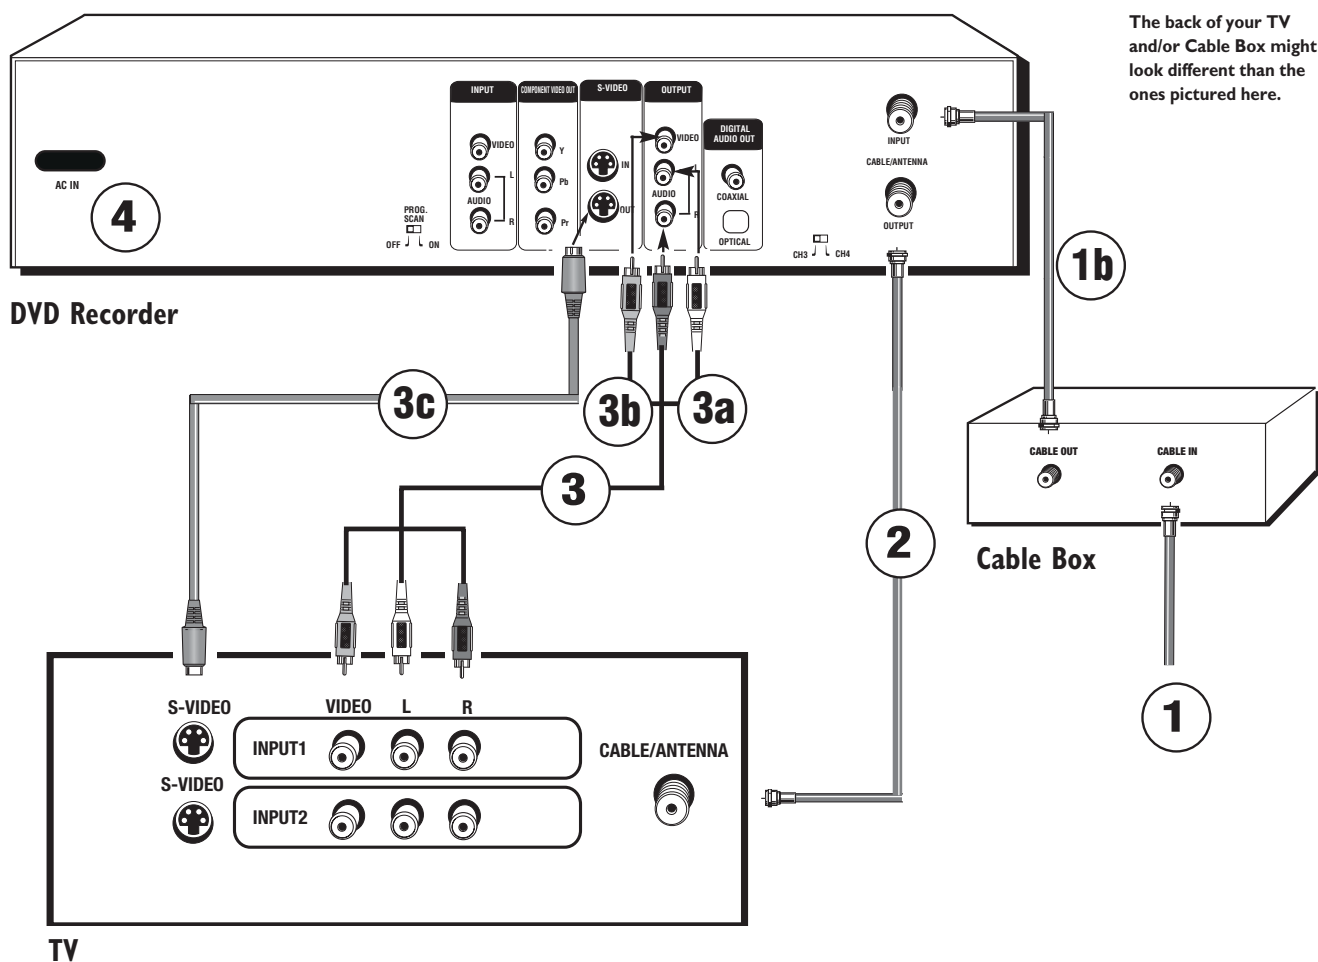 The back of your TV
and/or Cable Box might
look different than the
ones pictured here.
INPUT
COMPONENT VIDEO OUT
S-VIDEO
OUTPUT
DIGITAL
AUDIO OUT
VIDEO
L
AUDIO
R
Y
Pb
Pr
IN
OUT
VIDEO
L
AUDIO
R
COAXIAL
OPTICAL
INPUT
CABLE/ANTENNA
OUTPUT
AC IN
4
PROG.
SCAN
OFF
ON
CH3
CH4
1b
DVD Recorder
3c
3b
3a
3
2
CABLE OUT
CABLE IN
Cable Box
1
S-VIDEO
VIDEO
L
R
INPUT1
CABLE/ANTENNA
S-VIDEO
INPUT2
TV